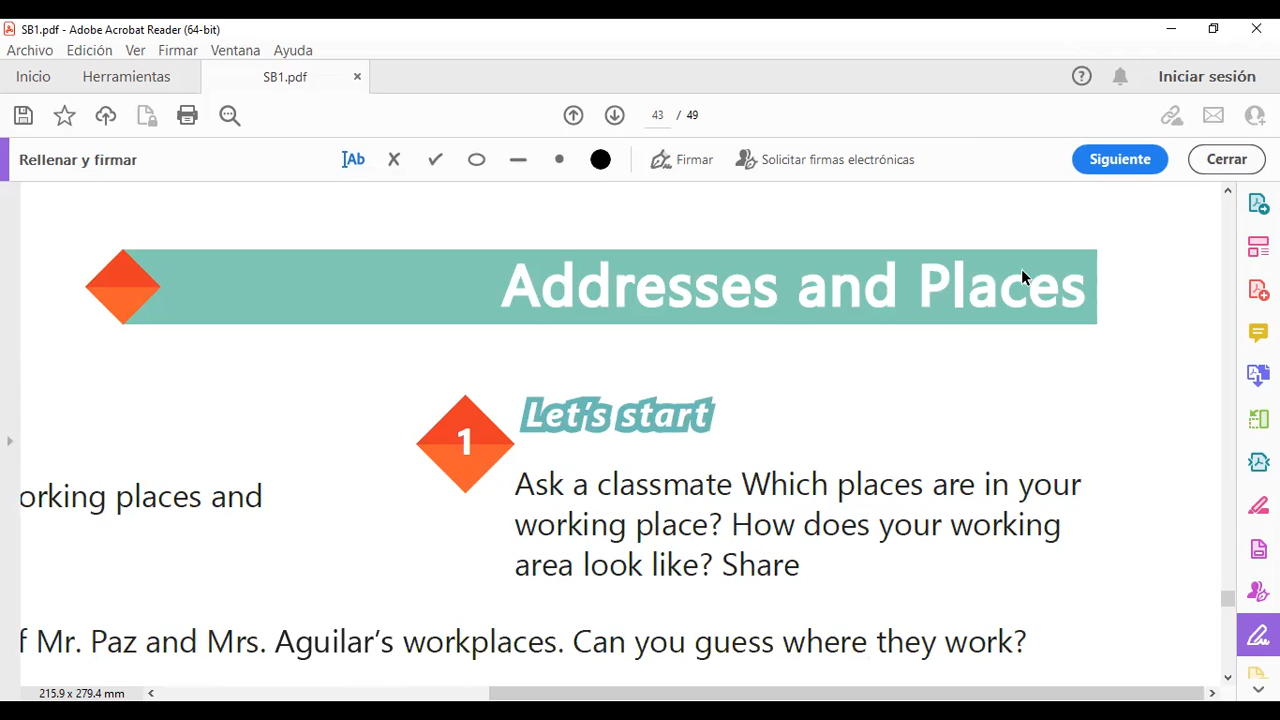 SB1.pdf - Adobe Acrobat Reader (64-bit)
Archivo Edición Ver Firmar Ventana Ayuda
Inicio Herramientas SB1.pdf × Iniciar sesión
43 / 49
Rellenar y firmar Ab Firmar Solicitar firmas electrónicas Siguiente Cerrar
Addresses and Places
1 Let's start
Ask a classmate Which places are in your
working place? How does your working
area look like? Share
orking places and
f Mr. Paz and Mrs. Aguilar's workplaces. Can you guess where they work?
215.9 x 279.4 mm